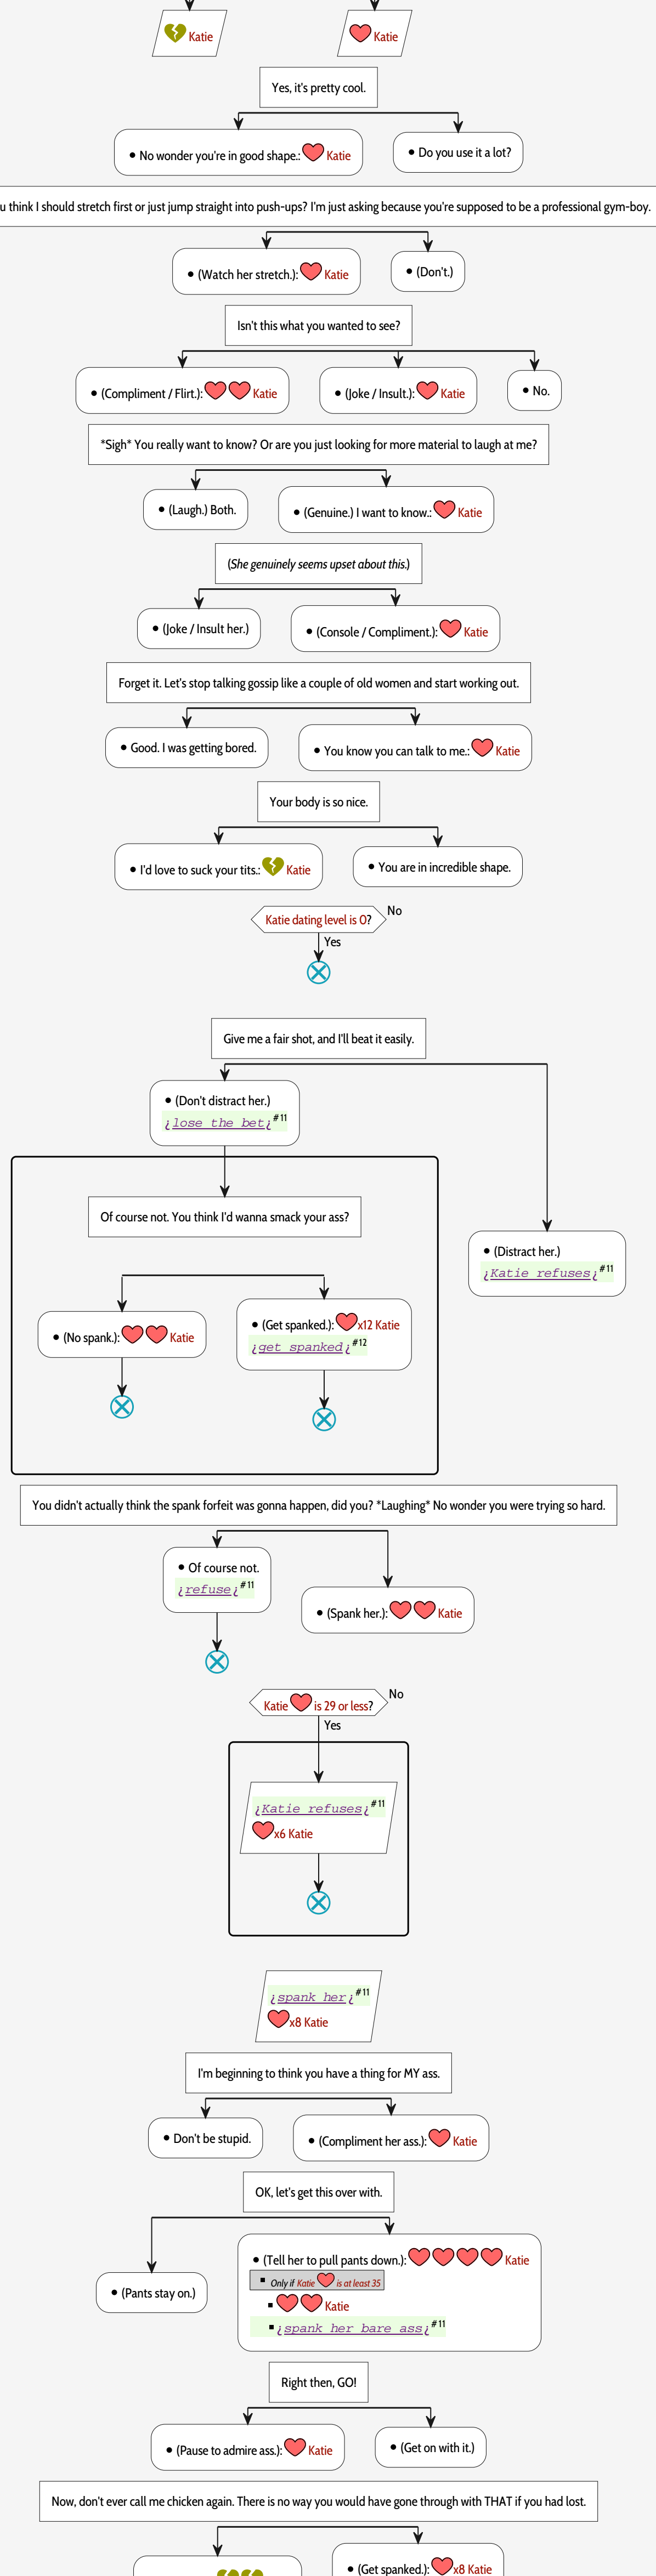 Katie
Katie
Yes, it's pretty cool.
• No wonder you're in good shape.: Katie
• Do you use it a lot?
u think I should stretch first or just jump straight into push-ups? I'm just asking because you're supposed to be a professional gym-boy.
• (Watch her stretch.): Katie
• (Don't.)
Isn't this what you wanted to see?
• (Compliment / Flirt.): Katie
• (Joke / Insult.): Katie
• No.
*Sigh* You really want to know? Or are you just looking for more material to laugh at me?
• (Laugh.) Both.
• (Genuine.) I want to know.: Katie
(She genuinely seems upset about this.)
• (Joke / Insult her.)
• (Console / Compliment.): Katie
Forget it. Let's stop talking gossip like a couple of old women and start working out.
• Good. I was getting bored.
• You know you can talk to me.: Katie
Your body is so nice.
• I'd love to suck your tits.: Katie
• You are in incredible shape.
Katie dating level is 0?
No
Yes
Give me a fair shot, and I'll beat it easily.
• (Don't distract her.)
¿lose the bet¿#11
Of course not. You think I'd wanna smack your ass?
• (Distract her.)
¿Katie refuses¿#11
• (No spank.): Katie
• (Get spanked.): x12 Katie
¿get spanked¿#12
You didn't actually think the spank forfeit was gonna happen, did you? *Laughing* No wonder you were trying so hard.
• Of course not.
¿refuse¿#11
• (Spank her.): Katie
Katie is 29 or less?
No
Yes
¿Katie refuses¿#11
x6 Katie
¿spank her¿#11
x8 Katie
I'm beginning to think you have a thing for MY ass.
• Don't be stupid.
• (Compliment her ass.): Katie
OK, let's get this over with.
• (Pants stay on.)
• (Tell her to pull pants down.): Katie
▪ Only if Katie is at least 35
▪ Katie
▪ ¿spank her bare ass¿#11
Right then, GO!
• (Pause to admire ass.): Katie
• (Get on with it.)
Now, don't ever call me chicken again. There is no way you would have gone through with THAT if you had lost.
• (Get spanked.): x8 Katie